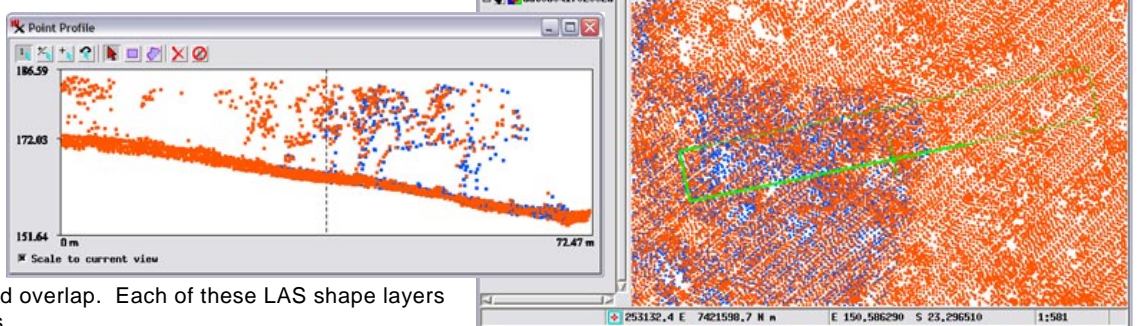 Point Profile
186.59
172.03
151.64
0 m
72.47 m
Scale to current view
d overlap. Each of these LAS shape layers
253132.4 E 7421598.7 N m
E 150.586290 S 23.296510
1:581